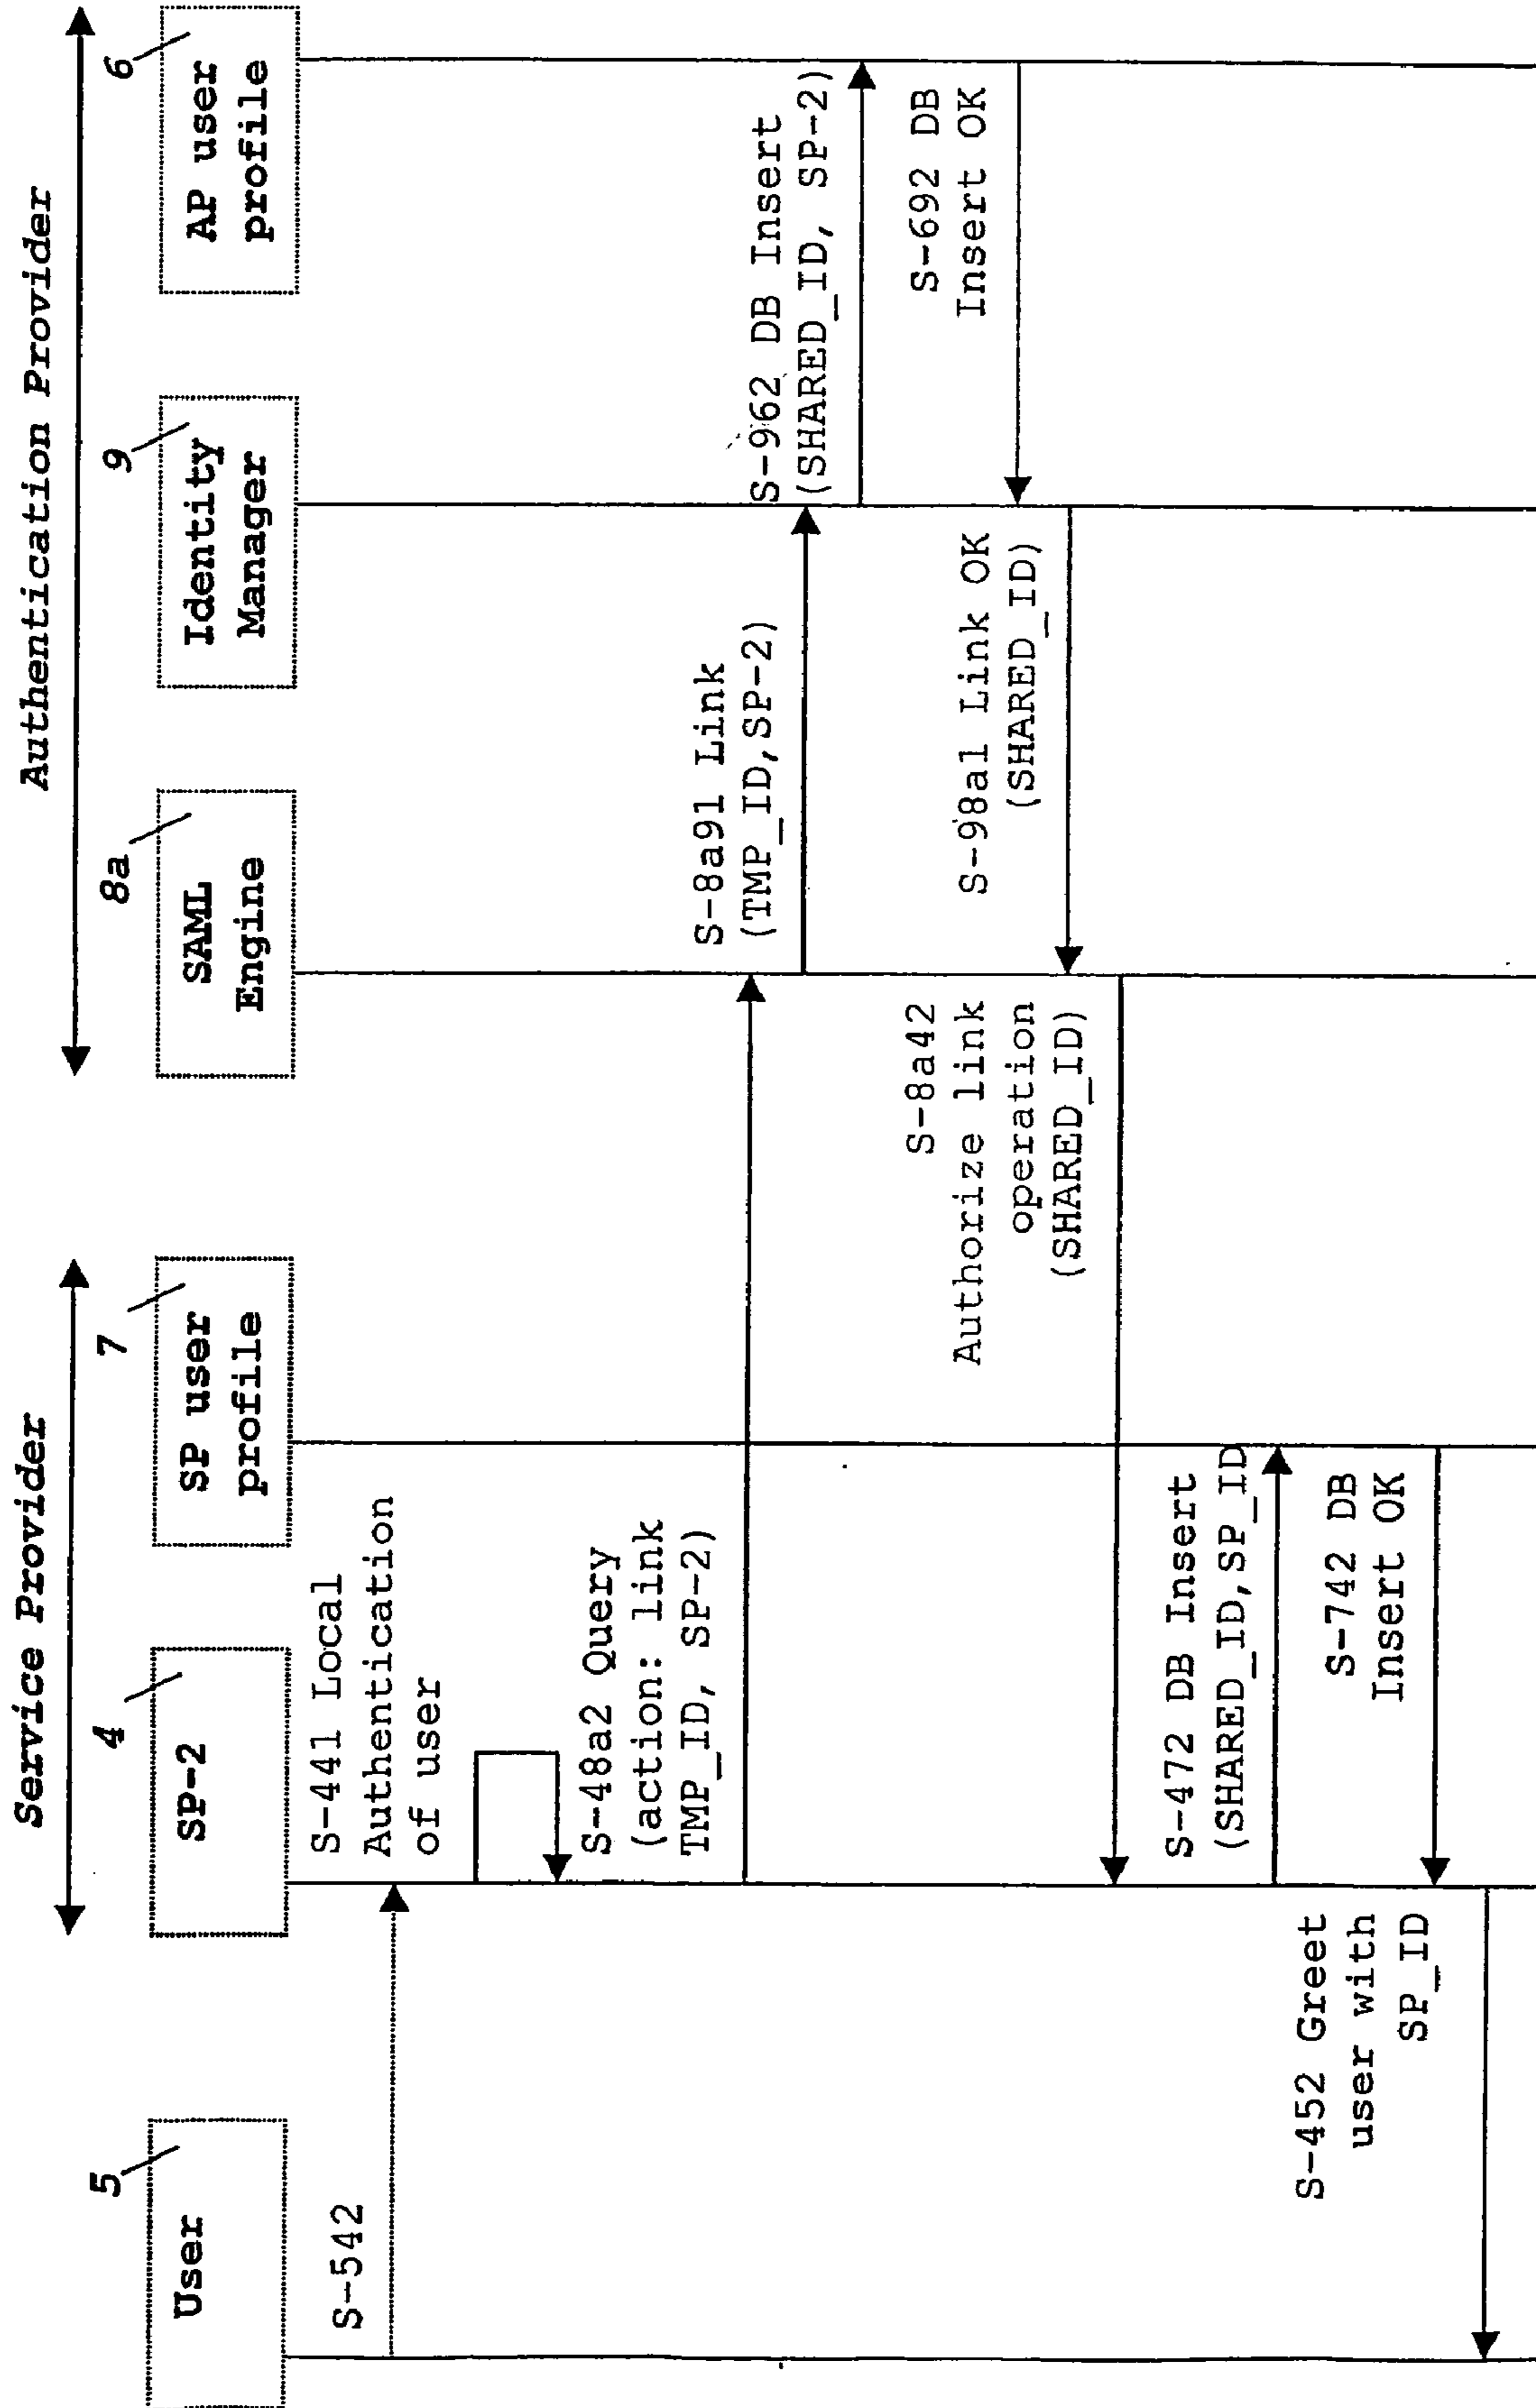 Service Provider
Authentication Provider
5
4
7
8a
9
6
User
SP-2
SP user
profile
SAML
Engine
Identity
Manager
AP user
profile
S-542
S-441 Local
Authentication
of user
S-48a2 Query
(action: link
TMP_ID, SP-2)
S-8a91 Link
(TMP_ID,SP-2)
S-962 DB Insert
(SHARED_ID, SP-2)
S-692 DB
Insert OK
S-98a1 Link OK
(SHARED_ID)
S-8a42
Authorize link
operation
(SHARED_ID)
S-472 DB Insert
(SHARED_ID,SP_ID
S-742 DB
Insert OK
S-452 Greet
user with
SP_ID